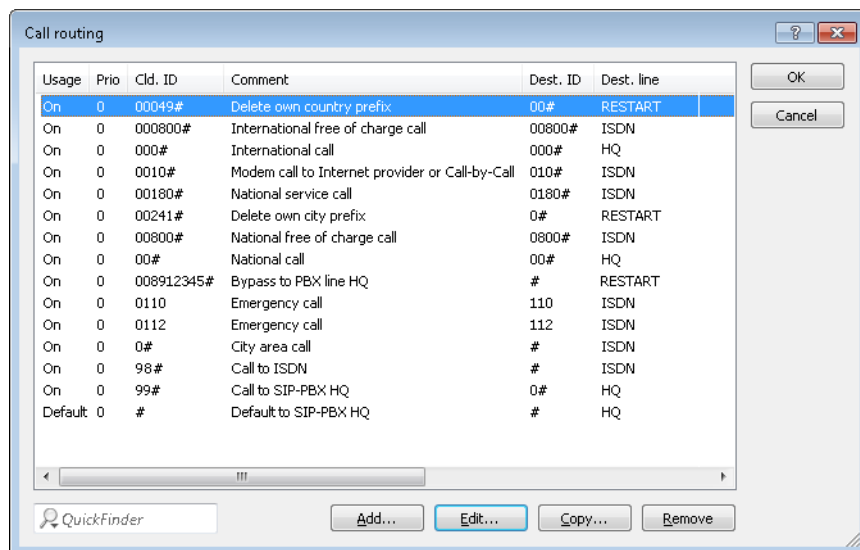 Call routing
Usage Prio Cld. ID Comment Dest. ID Dest. line
On 0 00049# Delete own country prefix 00# RESTART
On 0 000800# International free of charge call 00800# ISDN
On 0 000# International call 000# HQ
On 0 0010# Modem call to Internet provider or Call-by-Call 010# ISDN
On 0 00180# National service call 0180# ISDN
On 0 00241# Delete own city prefix 0# RESTART
On 0 00800# National free of charge call 0800# ISDN
On 0 00# National call 00# HQ
On 0 008912345# Bypass to PBX line HQ # RESTART
On 0 0110 Emergency call 110 ISDN
On 0 0112 Emergency call 112 ISDN
On 0 0# City area call # ISDN
On 0 98# Call to ISDN # ISDN
On 0 99# Call to SIP-PBX HQ 0# HQ
Default 0 # Default to SIP-PBX HQ # HQ
OK
Cancel
QuickFinder
Add... Edit... Copy... Remove